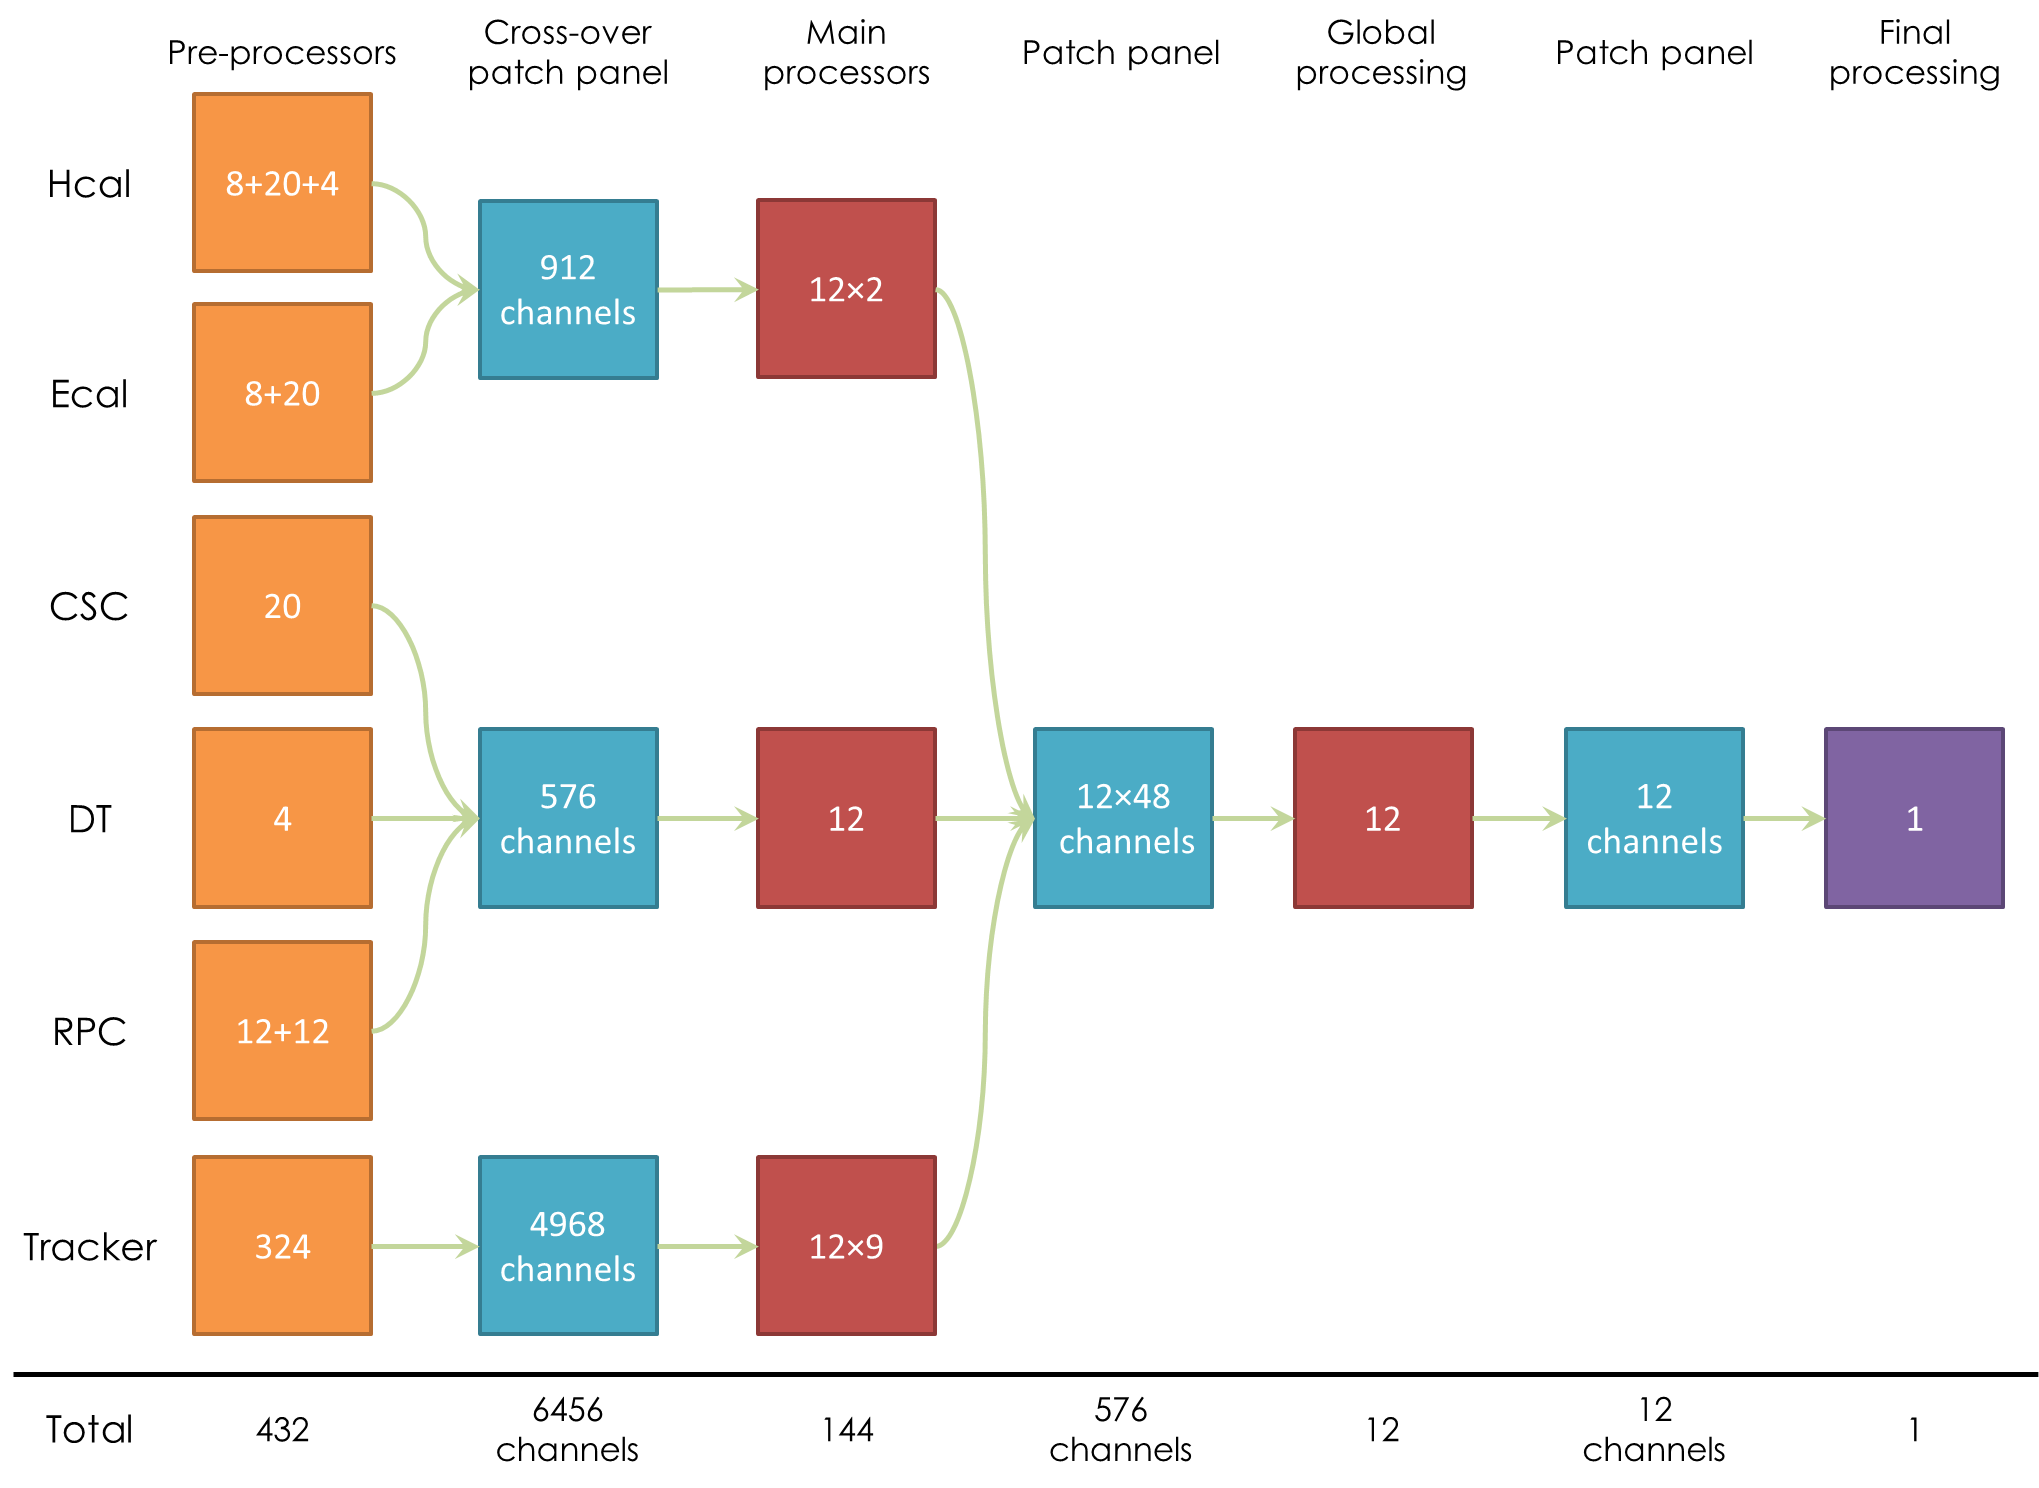 Pre-processors
Cross-over
patch panel
Main
processors
Patch panel
Global
processing
Patch panel
Final
processing
Hcal
8+20+4
912
channels
12×2
Ecal
8+20
CSC
20
DT
4
576
channels
12
12×48
channels
12
12
channels
1
RPC
12+12
Tracker
324
4968
channels
12×9
Total
432
6456
channels
144
576
channels
12
12
channels
1